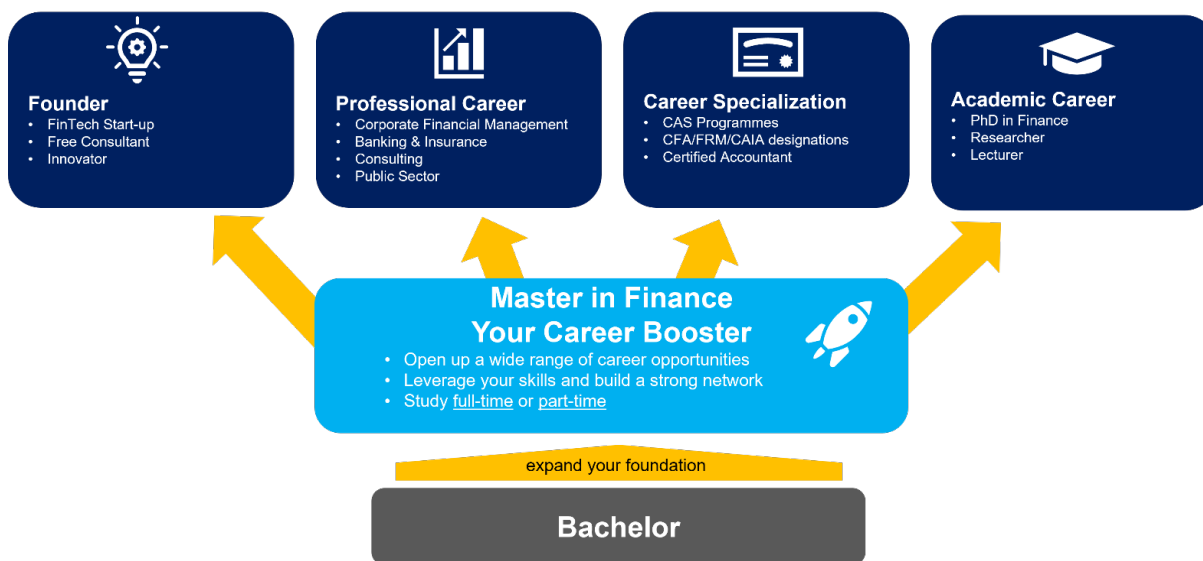 Founder
• FinTech Start-up
• Free Consultant
• Innovator
Professional Career
• Corporate Financial Management
• Banking & Insurance
• Consulting
• Public Sector
Career Specialization
• CAS Programmes
• CFA/FRM/CAIA designations
• Certified Accountant
Academic Career
• PhD in Finance
• Researcher
• Lecturer
Master in Finance
Your Career Booster
• Open up a wide range of career opportunities
• Leverage your skills and build a strong network
• Study full-time or part-time
expand your foundation
Bachelor